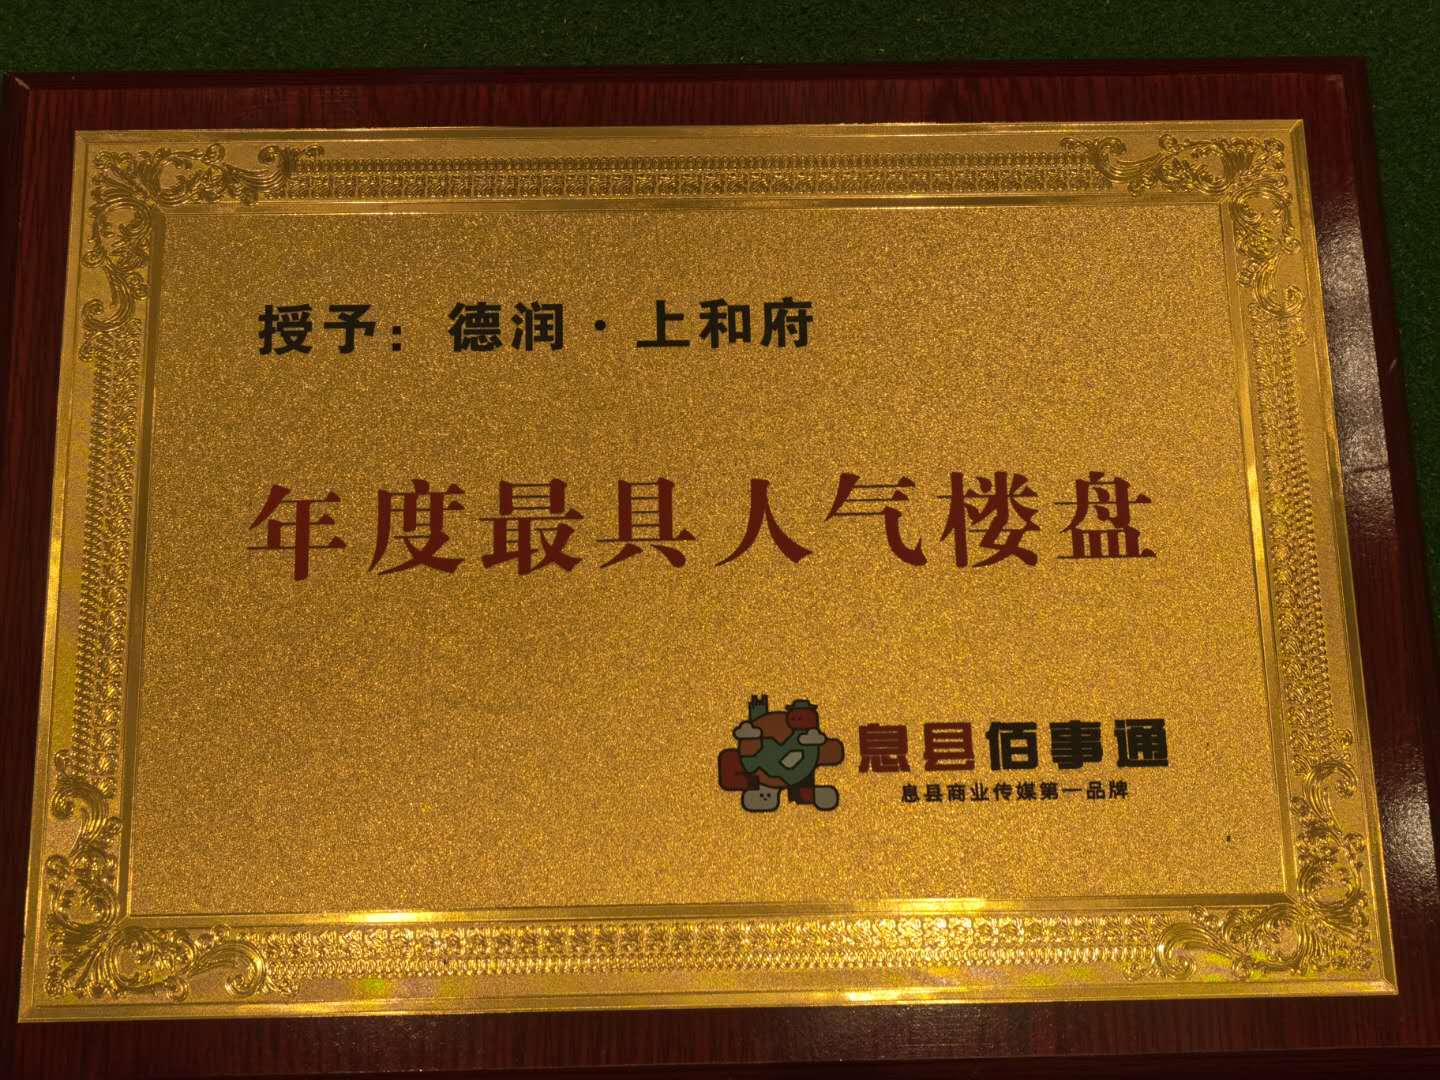 授予：德润·上和府
年度最具人气楼盘
息县佰事通
息县商业传媒第一品牌